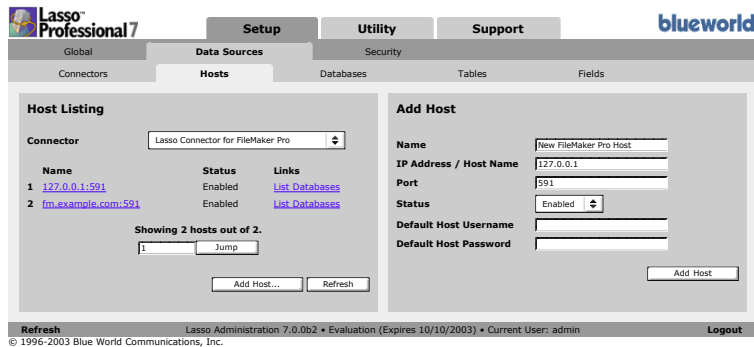 Lasso™
Professional 7
Setup Utility Support
blueworld
Global Data Sources Security
Connectors Hosts Databases Tables Fields
Host Listing
Connector Lasso Connector for FileMaker Pro
Name Status Links
1 127.0.0.1:591 Enabled List Databases
2 fm.example.com:591 Enabled List Databases
Showing 2 hosts out of 2.
1 Jump
Add Host... Refresh
Add Host
Name New FileMaker Pro Host
IP Address / Host Name 127.0.0.1
Port 591
Status Enabled
Default Host Username
Default Host Password
Add Host
Refresh Lasso Administration 7.0.0b2 • Evaluation (Expires 10/10/2003) • Current User: admin Logout
© 1996-2003 Blue World Communications, Inc.